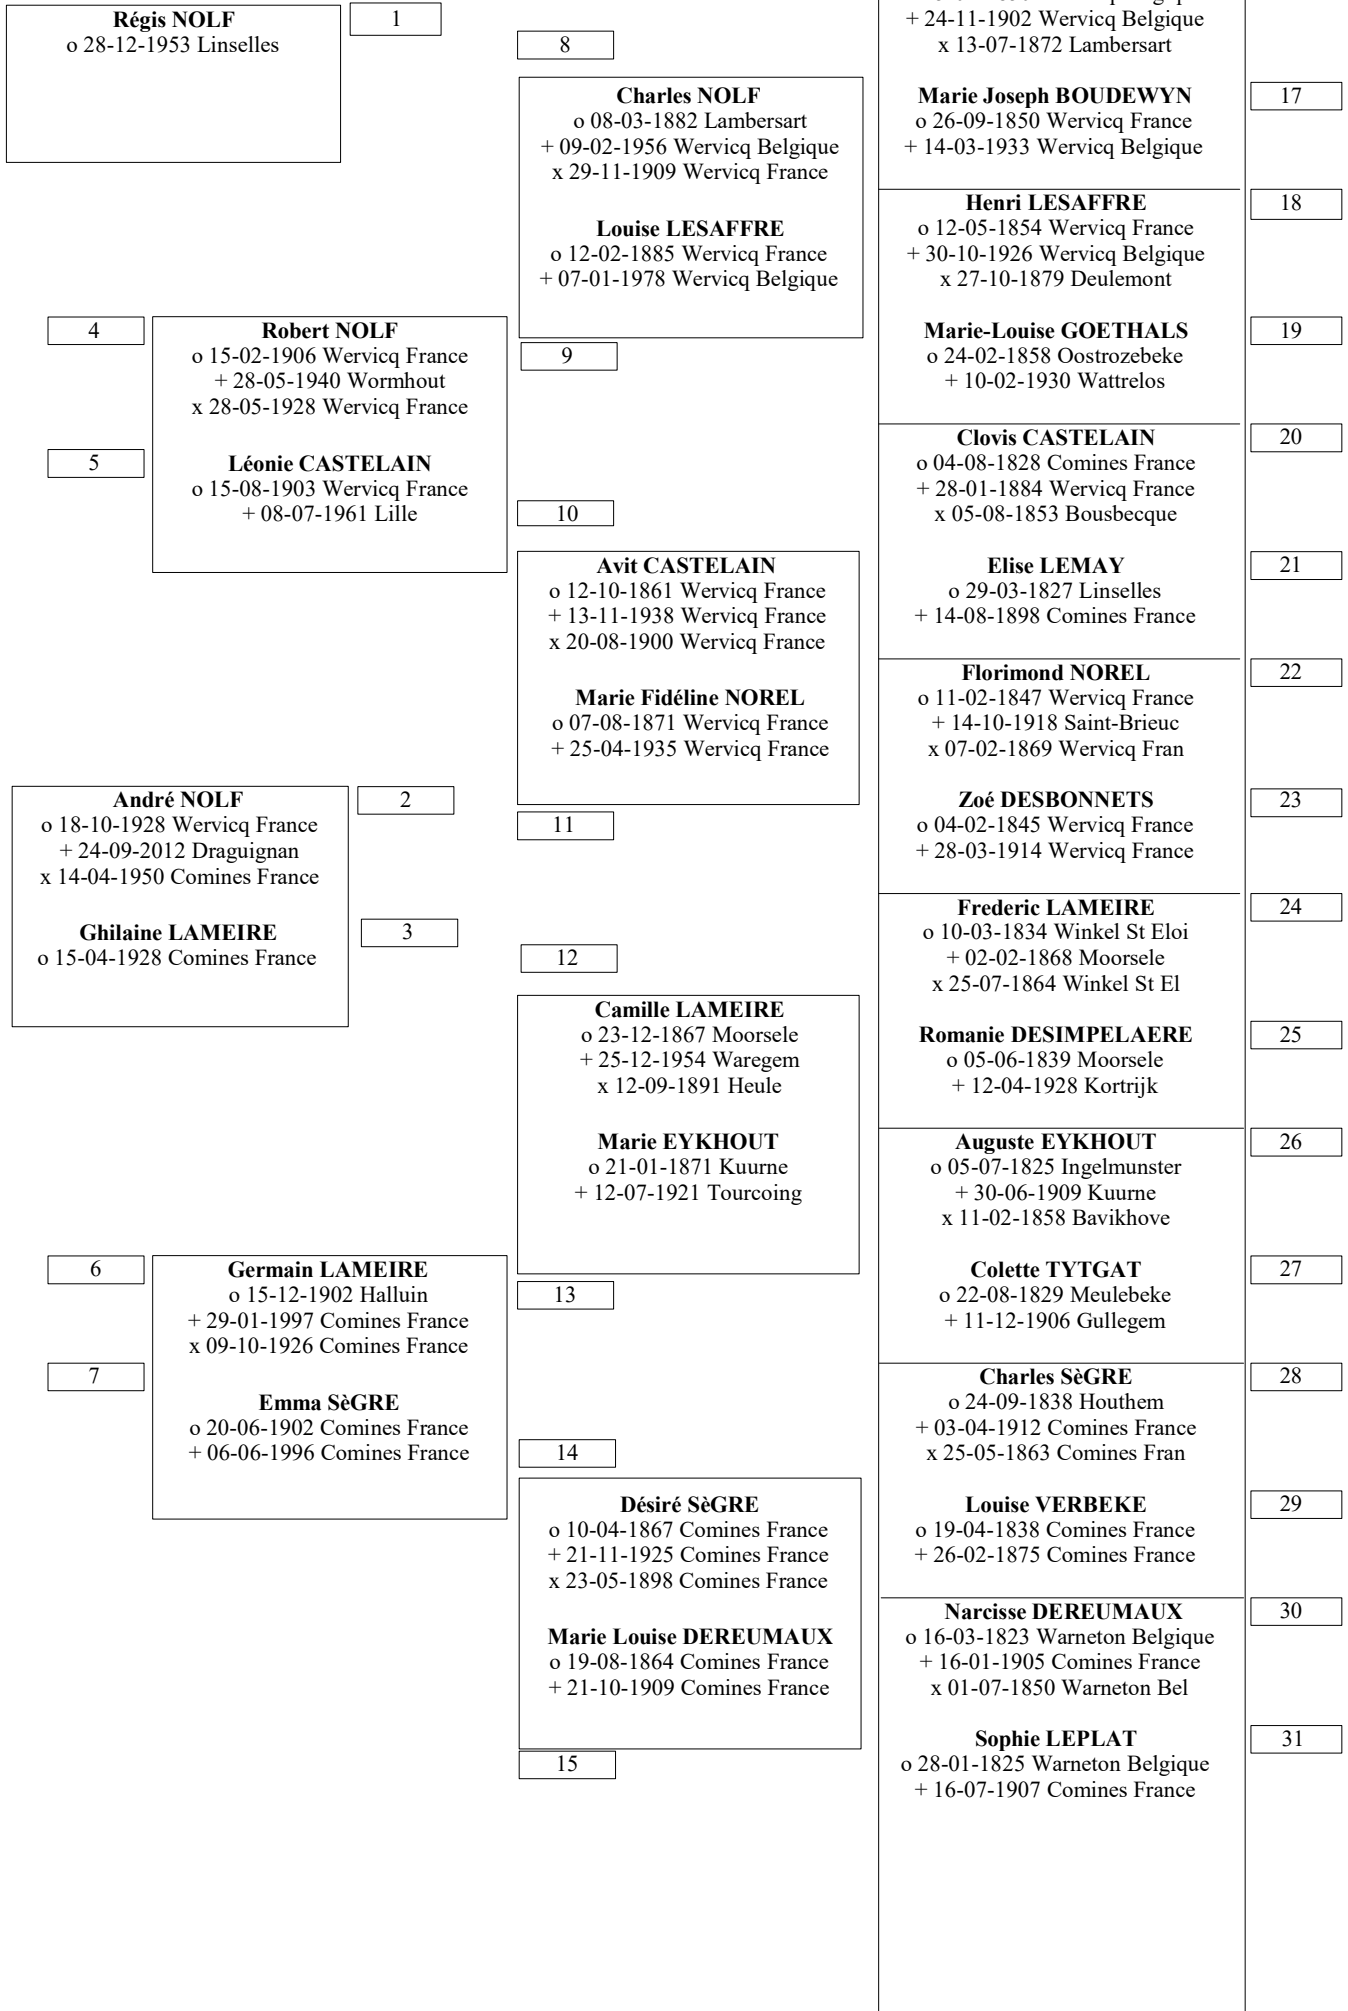 Régis NOLF
o 28-12-1953 Linselles
1
André NOLF
o 18-10-1928 Wervicq France
+ 24-09-2012 Draguignan
x 14-04-1950 Comines France
2
Ghilaine LAMEIRE
o 15-04-1928 Comines France
3
4
Robert NOLF
o 15-02-1906 Wervicq France
+ 28-05-1940 Wormhout
x 28-05-1928 Wervicq France
5
Léonie CASTELAIN
o 15-08-1903 Wervicq France
+ 08-07-1961 Lille
6
Germain LAMEIRE
o 15-12-1902 Halluin
+ 29-01-1997 Comines France
x 09-10-1926 Comines France
7
Emma SèGRE
o 20-06-1902 Comines France
+ 06-06-1996 Comines France
8
Charles NOLF
o 08-03-1882 Lambersart
+ 09-02-1956 Wervicq Belgique
x 29-11-1909 Wervicq France
Louise LESAFFRE
o 12-02-1885 Wervicq France
+ 07-01-1978 Wervicq Belgique
9
10
Avit CASTELAIN
o 12-10-1861 Wervicq France
+ 13-11-1938 Wervicq France
x 20-08-1900 Wervicq France
Marie Fidéline NOREL
o 07-08-1871 Wervicq France
+ 25-04-1935 Wervicq France
11
12
Camille LAMEIRE
o 23-12-1867 Moorsele
+ 25-12-1954 Waregem
x 12-09-1891 Heule
Marie EYKHOUT
o 21-01-1871 Kuurne
+ 12-07-1921 Tourcoing
13
14
Désiré SèGRE
o 10-04-1867 Comines France
+ 21-11-1925 Comines France
x 23-05-1898 Comines France
Marie Louise DEREUMAUX
o 19-08-1864 Comines France
+ 21-10-1909 Comines France
15
+ 24-11-1902 Wervicq Belgique
x 13-07-1872 Lambersart
Marie Joseph BOUDEWYN
o 26-09-1850 Wervicq France
+ 14-03-1933 Wervicq Belgique
17
Henri LESAFFRE
o 12-05-1854 Wervicq France
+ 30-10-1926 Wervicq Belgique
x 27-10-1879 Deulemont
18
Marie-Louise GOETHALS
o 24-02-1858 Oostrozebeke
+ 10-02-1930 Wattrelos
19
Clovis CASTELAIN
o 04-08-1828 Comines France
+ 28-01-1884 Wervicq France
x 05-08-1853 Bousbecque
20
Elise LEMAY
o 29-03-1827 Linselles
+ 14-08-1898 Comines France
21
Florimond NOREL
o 11-02-1847 Wervicq France
+ 14-10-1918 Saint-Brieuc
x 07-02-1869 Wervicq Fran
22
Zoé DESBONNETS
o 04-02-1845 Wervicq France
+ 28-03-1914 Wervicq France
23
Frederic LAMEIRE
o 10-03-1834 Winkel St Eloi
+ 02-02-1868 Moorsele
x 25-07-1864 Winkel St El
24
Romanie DESIMPELAERE
o 05-06-1839 Moorsele
+ 12-04-1928 Kortrijk
25
Auguste EYKHOUT
o 05-07-1825 Ingelmunster
+ 30-06-1909 Kuurne
x 11-02-1858 Bavikhove
26
Colette TYTGAT
o 22-08-1829 Meulebeke
+ 11-12-1906 Gullegem
27
Charles SèGRE
o 24-09-1838 Houthem
+ 03-04-1912 Comines France
x 25-05-1863 Comines Fran
28
Louise VERBEKE
o 19-04-1838 Comines France
+ 26-02-1875 Comines France
29
Narcisse DEREUMAUX
o 16-03-1823 Warneton Belgique
+ 16-01-1905 Comines France
x 01-07-1850 Warneton Bel
30
Sophie LEPLAT
o 28-01-1825 Warneton Belgique
+ 16-07-1907 Comines France
31